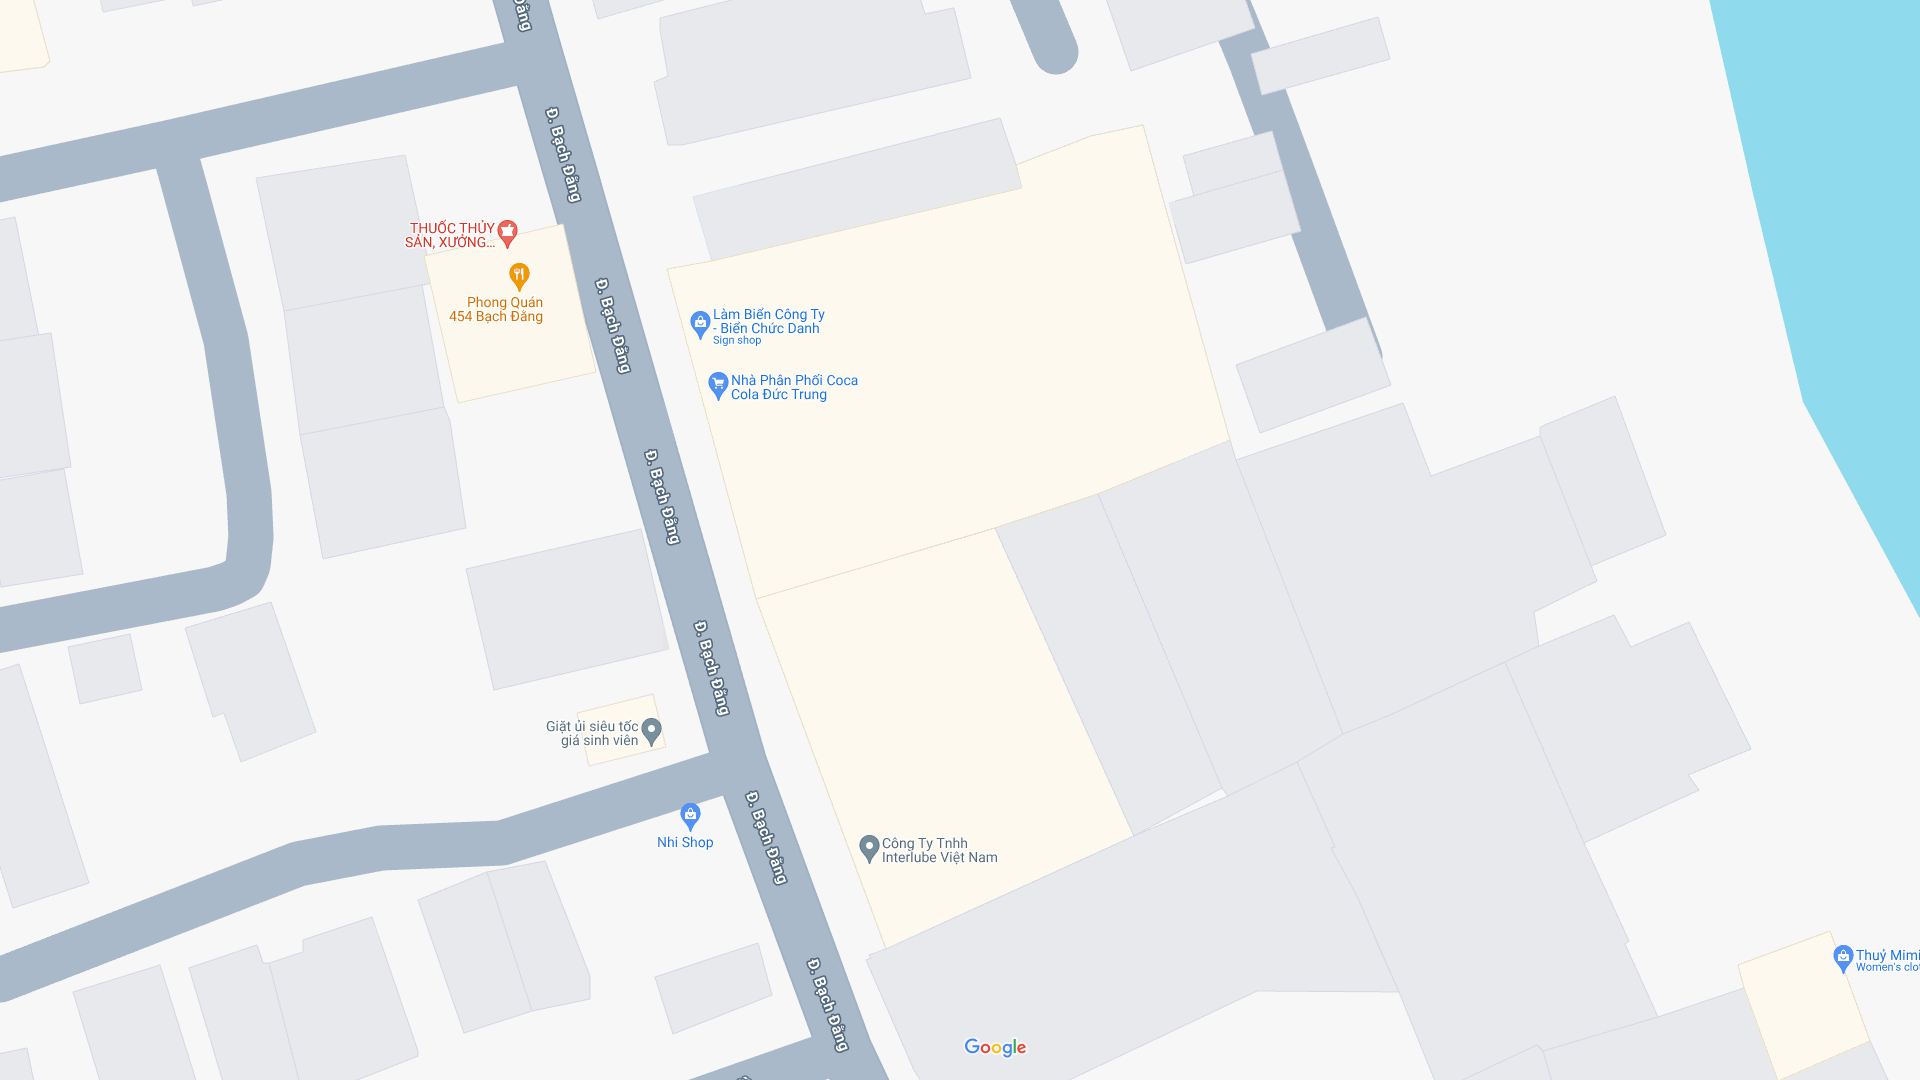 Đ. Bạch Đằng
THUỐC THỦY
SẢN, XƯỞNG...
Phong Quán
454 Bạch Đằng
Đ. Bạch Đằng
Làm Biển Công Ty
- Biển Chức Danh
Sign shop
Nhà Phân Phối Coca
Cola Đức Trung
Đ. Bạch Đằng
Đ. Bạch Đằng
Giặt ủi siêu tốc
giá sinh viên
Nhi Shop
Đ. Bạch Đằng
Công Ty Tnhh
Interlube Việt Nam
Đ. Bạch Đằng
Thuỷ Mimi
Women's clot
Google